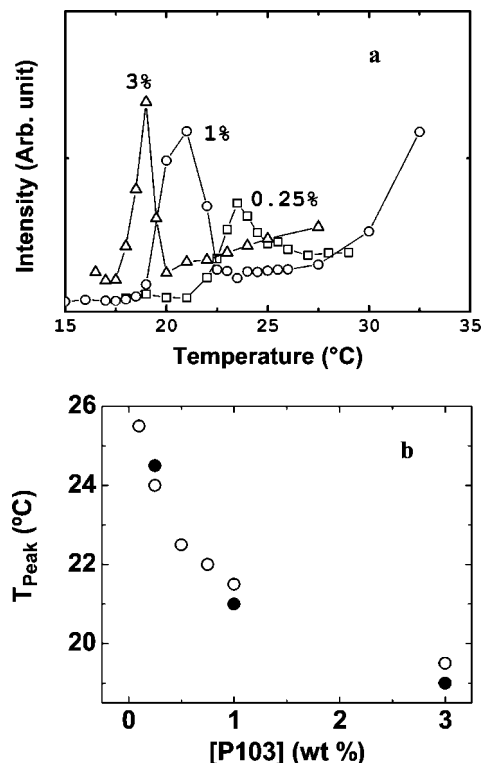 a
3%
1%
0.25%
Intensity (Arb. unit)
15 20 25 30 35
Temperature (°C)
b
26
24
22
20
T_Peak (ºC)
0 1 2 3
[P103] (wt %)